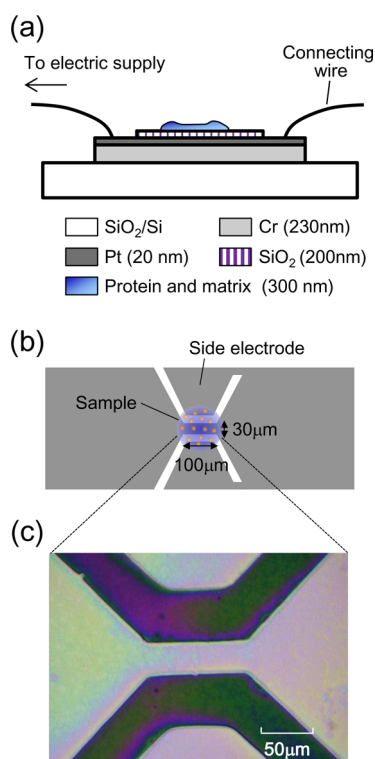 (a)
To electric supply
Connecting
wire
SiO₂/Si
Cr (230nm)
Pt (20 nm)
SiO₂ (200nm)
Protein and matrix (300 nm)
(b)
Side electrode
Sample
30μm
100μm
(c)
50μm